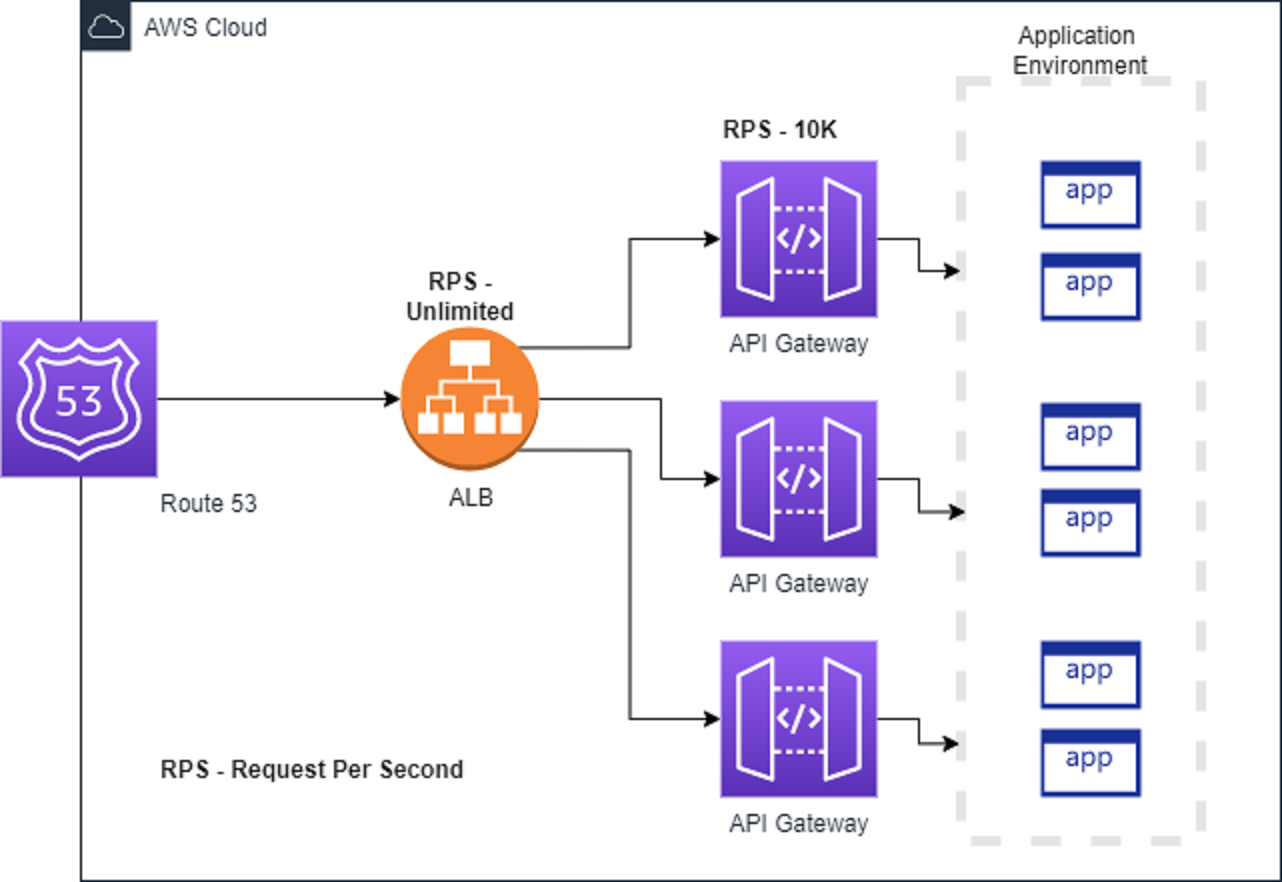 AWS Cloud
Application
Environment
RPS - 10K
app
app
API Gateway
RPS -
Unlimited
53
Route 53
ALB
app
app
API Gateway
app
app
API Gateway
RPS - Request Per Second